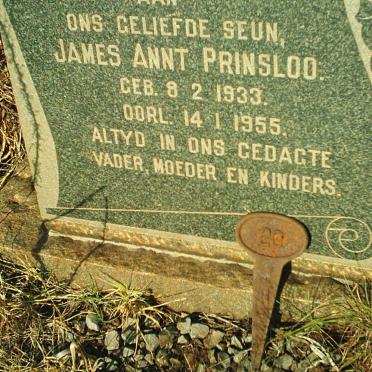 AAN
ONS GELIEFDE SEUN,
JAMES ANNT PRINSLOO.
GEB. 8 2 1933.
OORL. 14 1 1955.
ALTYD IN ONS GEDAGTE
VADER, MOEDER, EN KINDERS.